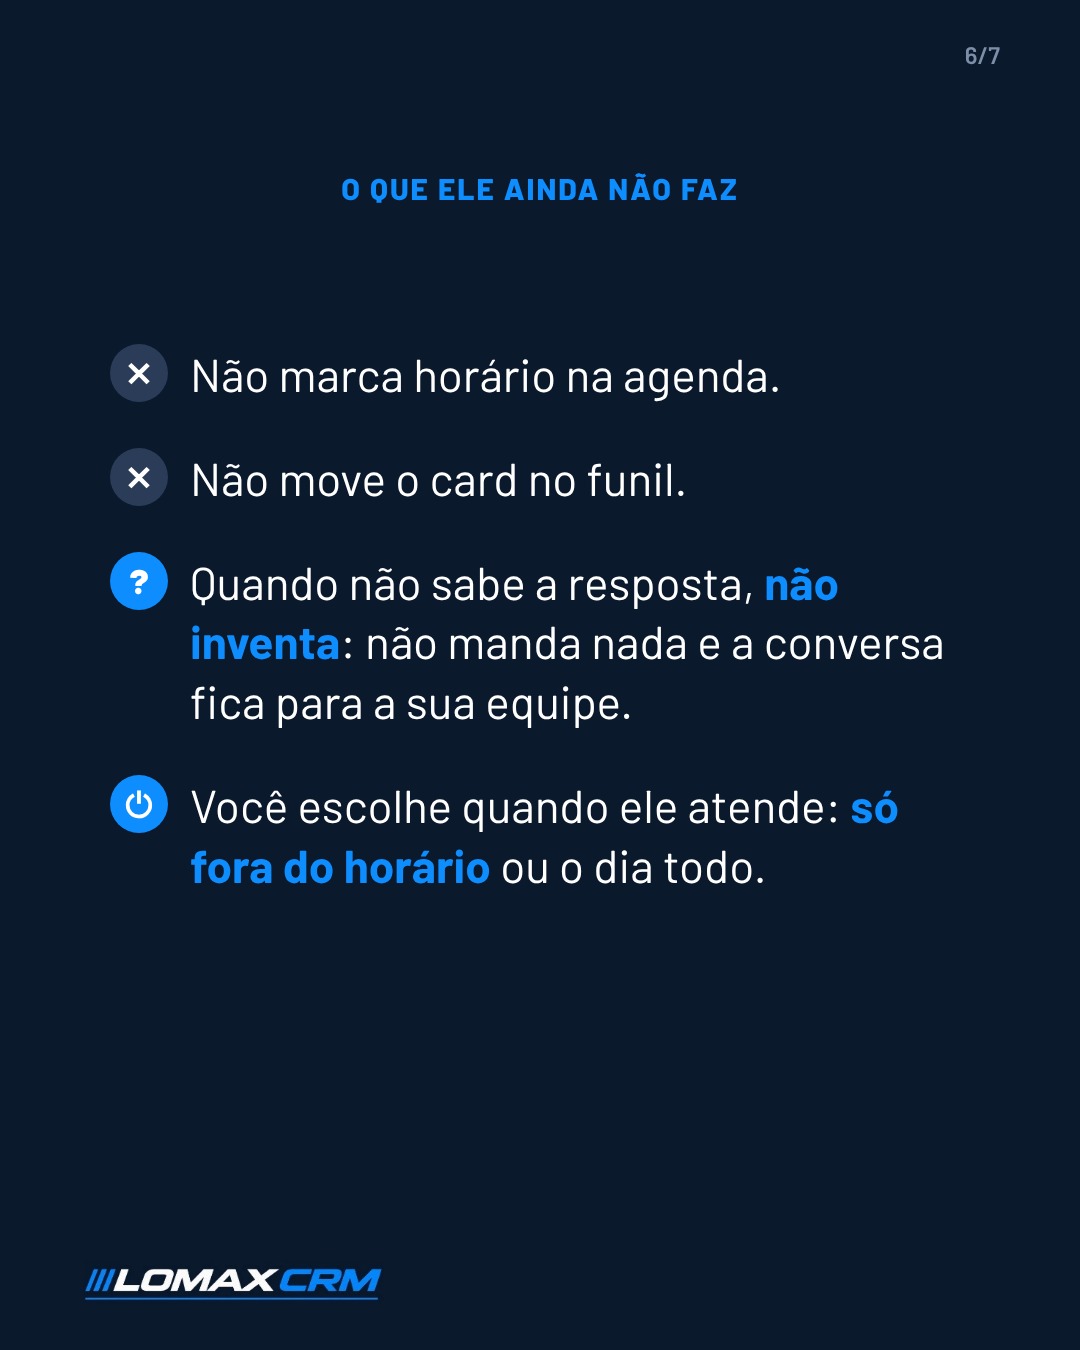 6/7
O QUE ELE AINDA NÃO FAZ
Não marca horário na agenda.
Não move o card no funil.
?
Quando não sabe a resposta, não
inventa: não manda nada e a conversa
fica para a sua equipe.
Você escolhe quando ele atende: só
fora do horário ou o dia todo.
LOMAX CRM